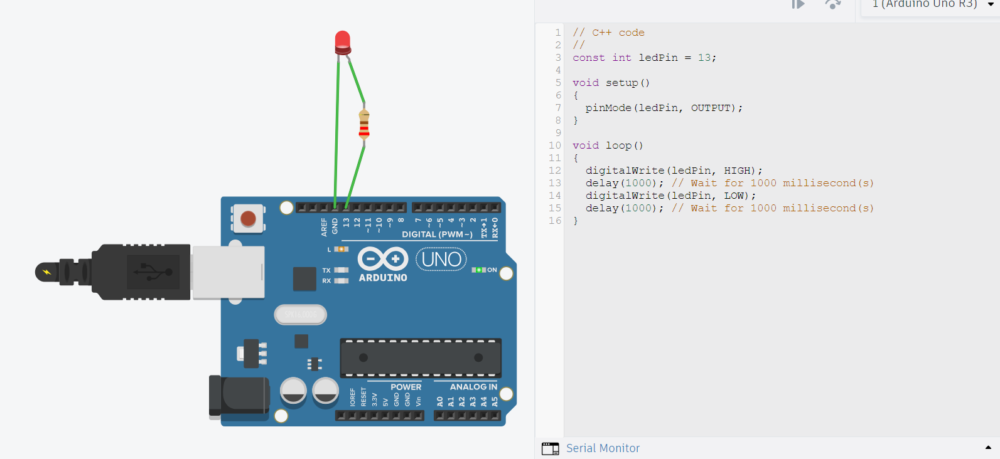 1 (Arduino Uno R3)
1 // C++ code
2 //
3 const int ledPin = 13;
4
5 void setup()
6 {
7   pinMode(ledPin, OUTPUT);
8 }
9
10 void loop()
11 {
12   digitalWrite(ledPin, HIGH);
13   delay(1000); // Wait for 1000 millisecond(s)
14   digitalWrite(ledPin, LOW);
15   delay(1000); // Wait for 1000 millisecond(s)
16 }
AREF GND 13 12 ~11 ~10 ~9 8 7 ~6 ~5 4 ~3 2 TX→1 RX←0
DIGITAL (PWM~)
L
UNO
TX
ON
RX
ARDUINO
POWER ANALOG IN
IOREF RESET 3.3V 5V GND GND Vin A0 A1 A2 A3 A4 A5
Serial Monitor